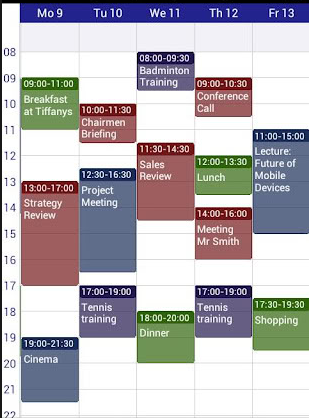 Mo 9
Tu 10
We 11
Th 12
Fr 13
08
09
10
11
12
13
14
15
16
17
18
19
20
21
09:00-11:00
Breakfast
at Tiffanys
13:00-17:00
Strategy
Review
19:00-21:30
Cinema
10:00-11:30
Chairmen
Briefing
12:30-16:30
Project
Meeting
17:00-19:00
Tennis
training
08:00-09:30
Badminton
Training
11:30-14:30
Sales
Review
18:00-20:00
Dinner
09:00-10:30
Conference
Call
12:00-13:30
Lunch
14:00-16:00
Meeting
Mr Smith
17:00-19:00
Tennis
training
11:00-15:00
Lecture:
Future of
Mobile
Devices
17:30-19:30
Shopping